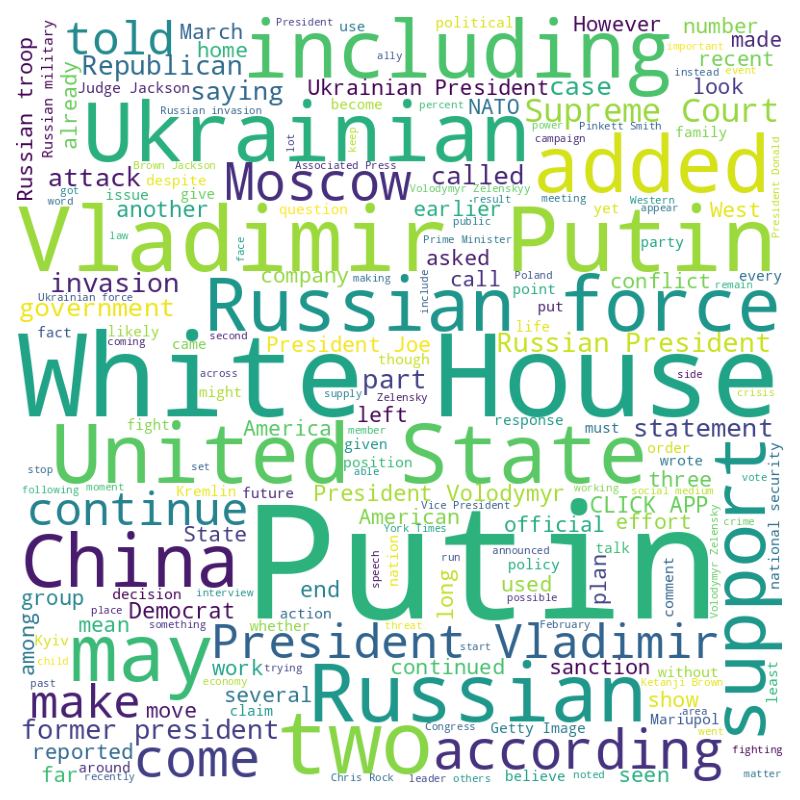 President
use
political
ally
important
instead
event
told
March
home
including
However
number
made
Republican
recent
Judge Jackson
saying
Ukrainian President
case
look
already
Russian troop
Russian military
Russian invasion
become
percent
NATO
Supreme Court
power
Pinkett Smith
keep
lot
campaign
family
Ukrainian
added
President Donald
Brown Jackson
Associated Press
attack
despite
Moscow
called
Volodymyr Zelenskyy
Western
got
word
issue
give
result
meeting
appear
another
question
earlier
yet
West
law
face
public
Prime Minister
party
Vladimir Putin
asked
invasion
company
making
include
call
Poland
point
conflict
every
remain
Ukrainian force
Russian force
put
government
life
fact
likely
coming
came
second
President Joe
Russian President
though
White House
across
might
supply
Zelensky
part
side
crisis
left
fight
America
response
must
statement
given
United State
member
able
position
order
wrote
support
stop
set
three
vote
following
moment
Kremlin
future
President Volodymyr
working
social medium
national security
continue
Vice President
CLICK APP
crime
State
American
York Times
official
effort
China
Putin
speech
nation
run
announced
talk
long
plan
comment
Volodymyr Zelensky
decision
interview
end
used
policy
possible
group
Democrat
place
something
action
among
mean
whether
threat
February
Kyiv
may
President Vladimir
start
child
trying
work
continued
sanction
without
least
past
economy
several
Russian
Ketanji Brown
make
move
claim
show
area
former president
two
Congress
Getty Image
Mariupol
went
reported
around
come
according
fighting
far
recently
Chris Rock
leader
others
noted
believe
seen
matter